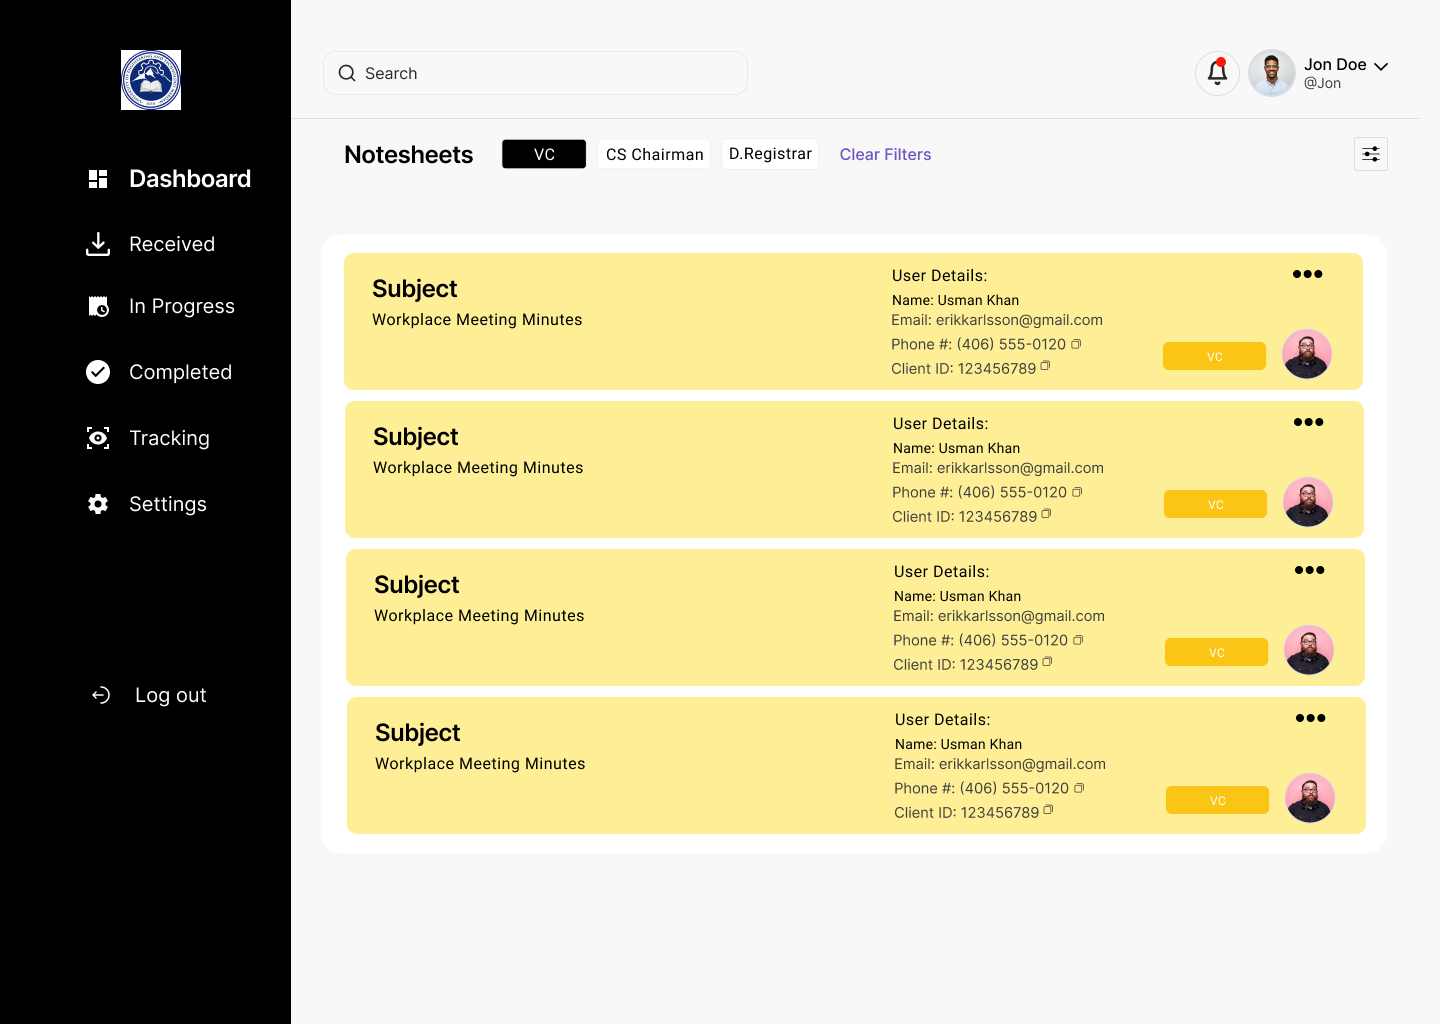 Dashboard
Received
In Progress
Completed
Tracking
Settings
Log out
Search
Jon Doe
@Jon
Notesheets
VC
CS Chairman
D.Registrar
Clear Filters
Subject
Workplace Meeting Minutes
User Details:
Name: Usman Khan
Email: erikkarlsson@gmail.com
Phone #: (406) 555-0120
Client ID: 123456789
VC
Subject
Workplace Meeting Minutes
User Details:
Name: Usman Khan
Email: erikkarlsson@gmail.com
Phone #: (406) 555-0120
Client ID: 123456789
VC
Subject
Workplace Meeting Minutes
User Details:
Name: Usman Khan
Email: erikkarlsson@gmail.com
Phone #: (406) 555-0120
Client ID: 123456789
VC
Subject
Workplace Meeting Minutes
User Details:
Name: Usman Khan
Email: erikkarlsson@gmail.com
Phone #: (406) 555-0120
Client ID: 123456789
VC